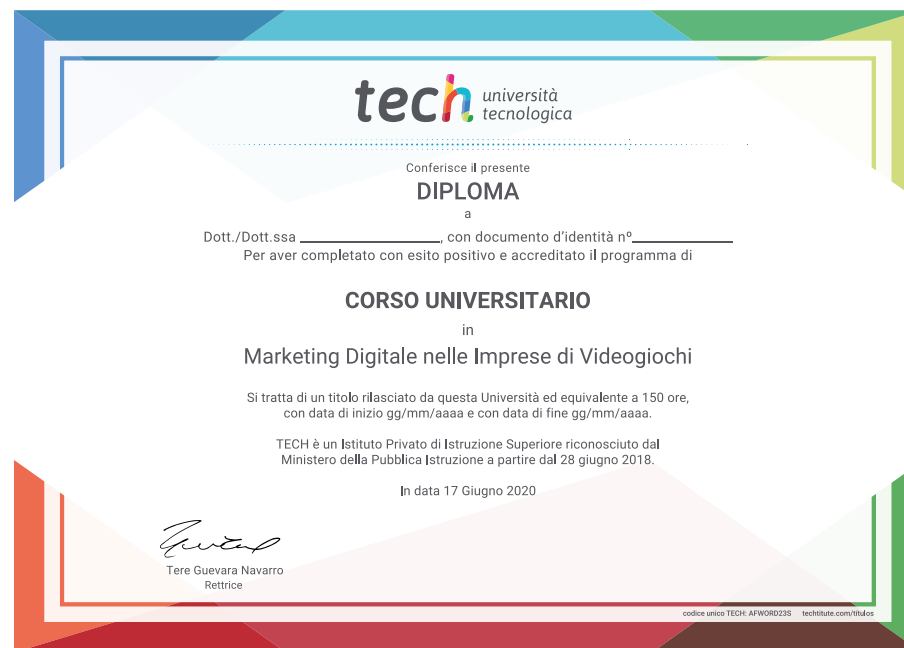 tech università
tecnologica
Conferisce il presente
DIPLOMA
a
Dott./Dott.ssa ____________________, con documento d'identità nº______________
Per aver completato con esito positivo e accreditato il programma di
CORSO UNIVERSITARIO
in
Marketing Digitale nelle Imprese di Videogiochi
Si tratta di un titolo rilasciato da questa Università ed equivalente a 150 ore,
con data di inizio gg/mm/aaaa e con data di fine gg/mm/aaaa.
TECH è un Istituto Privato di Istruzione Superiore riconosciuto dal
Ministero della Pubblica Istruzione a partire dal 28 giugno 2018.
In data 17 Giugno 2020
Tere Guevara Navarro
Rettrice
codice unico TECH: AFWORD23S techtitute.com/titulos